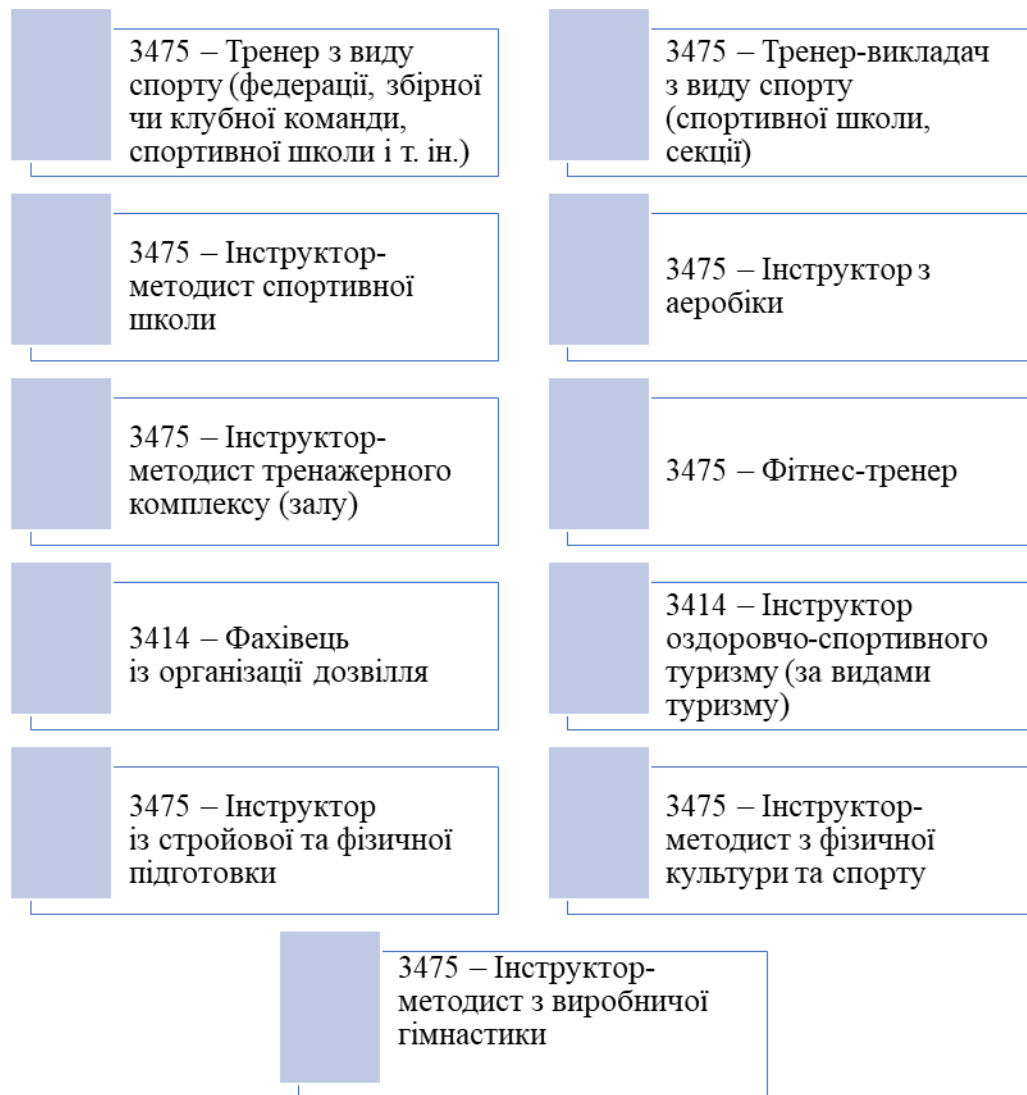 3475 – Тренер з виду
спорту (федерації, збірної
чи клубної команди,
спортивної школи і т. ін.)
3475 – Тренер-викладач
з виду спорту
(спортивної школи,
секції)
3475 – Інструктор-
методист спортивної
школи
3475 – Інструктор з
аеробіки
3475 – Інструктор-
методист тренажерного
комплексу (залу)
3475 – Фітнес-тренер
3414 – Фахівець
із організації дозвілля
3414 – Інструктор
оздоровчо-спортивного
туризму (за видами
туризму)
3475 – Інструктор
із стройової та фізичної
підготовки
3475 – Інструктор-
методист з фізичної
культури та спорту
3475 – Інструктор-
методист з виробничої
гімнастики